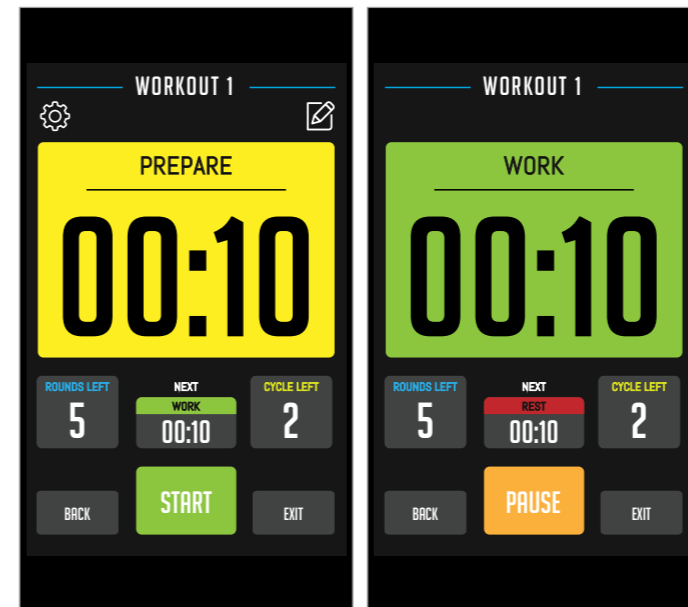 WORKOUT 1
PREPARE
00:10
ROUNDS LEFT
5
NEXT
WORK
00:10
CYCLE LEFT
2
BACK
START
EXIT
WORKOUT 1
WORK
00:10
ROUNDS LEFT
5
NEXT
REST
00:10
CYCLE LEFT
2
BACK
PAUSE
EXIT